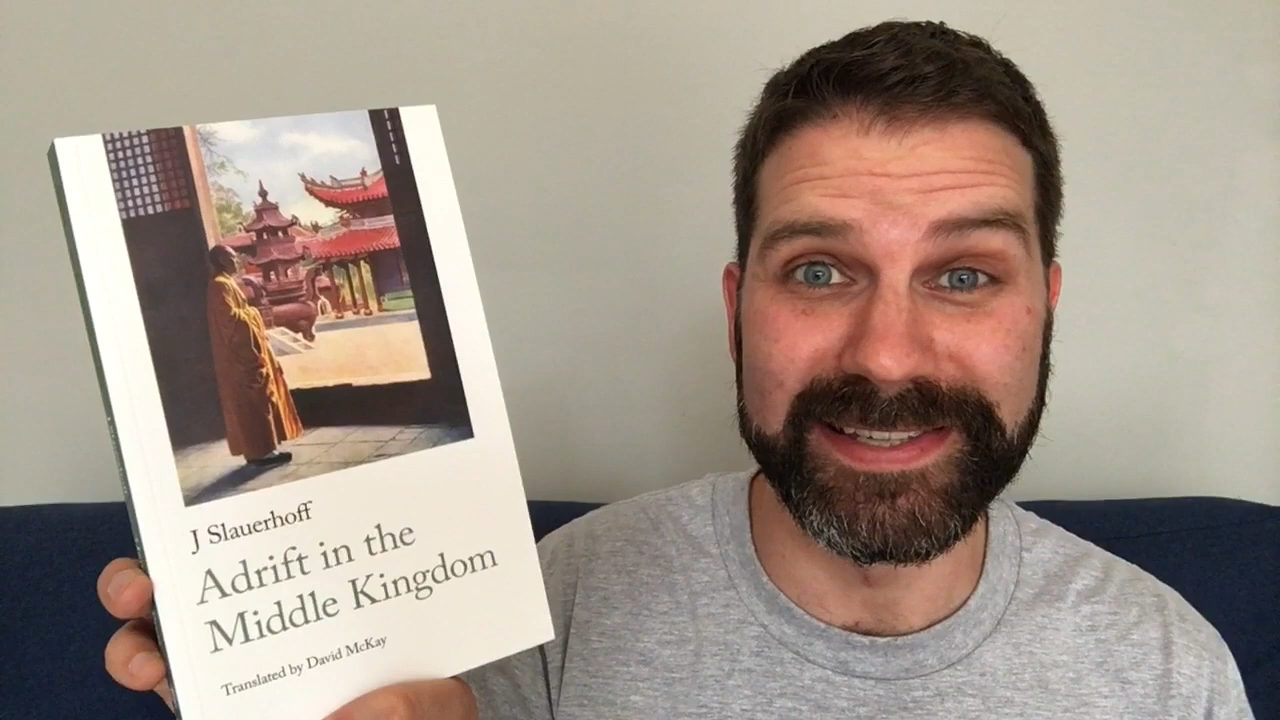 J Slauerhoff
Adrift in the
Middle Kingdom
Translated by David McKay